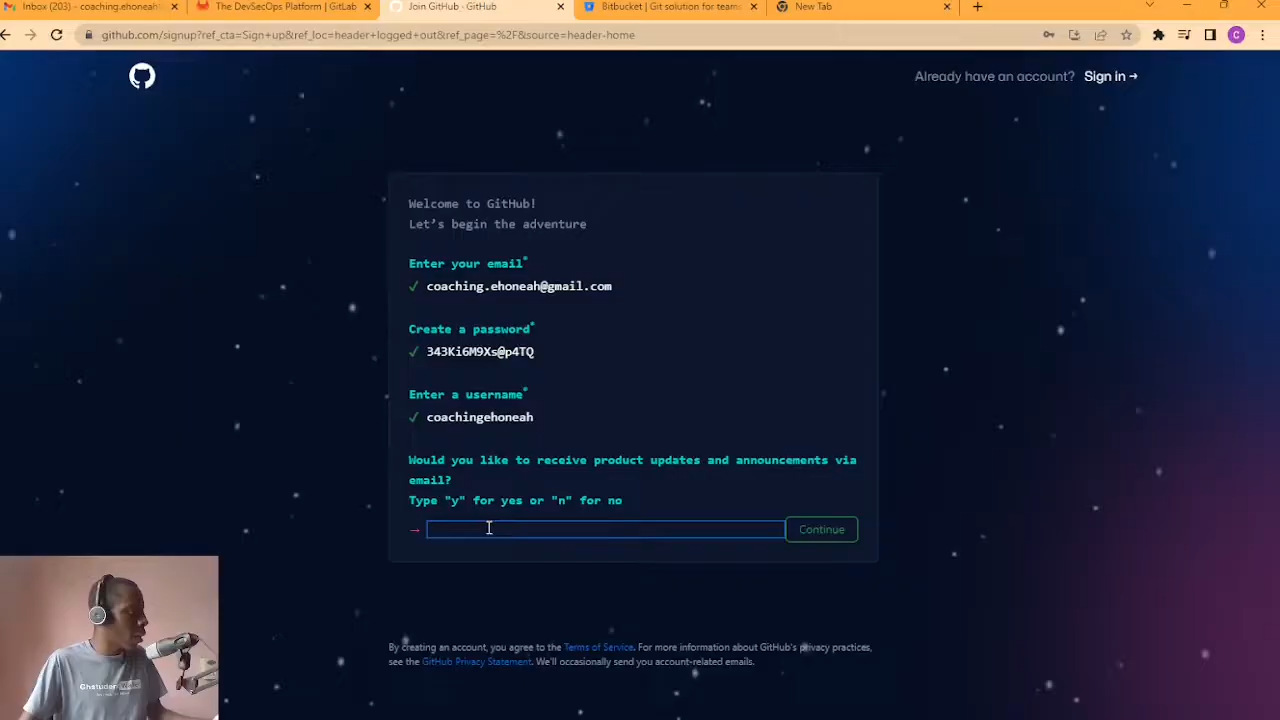 Inbox (203) - coaching.ehoneah
The DevSecOps Platform | GitLab
Join GitHub · GitHub
Bitbucket | Git solution for teams
New Tab
github.com/signup?ref_cta=Sign+up&ref_loc=header+logged+out&ref_page=%2F&source=header-home
C
Already have an account? Sign in →
Welcome to GitHub!
Let's begin the adventure
Enter your email*
✓ coaching.ehoneah@gmail.com
Create a password*
✓ 343Ki6M9Xs@p4TQ
Enter a username*
✓ coachingehoneah
Would you like to receive product updates and announcements via
email?
Type "y" for yes or "n" for no
→ Continue
By creating an account, you agree to the Terms of Service. For more information about GitHub's privacy practices,
see the GitHub Privacy Statement. We'll occasionally send you account-related emails.